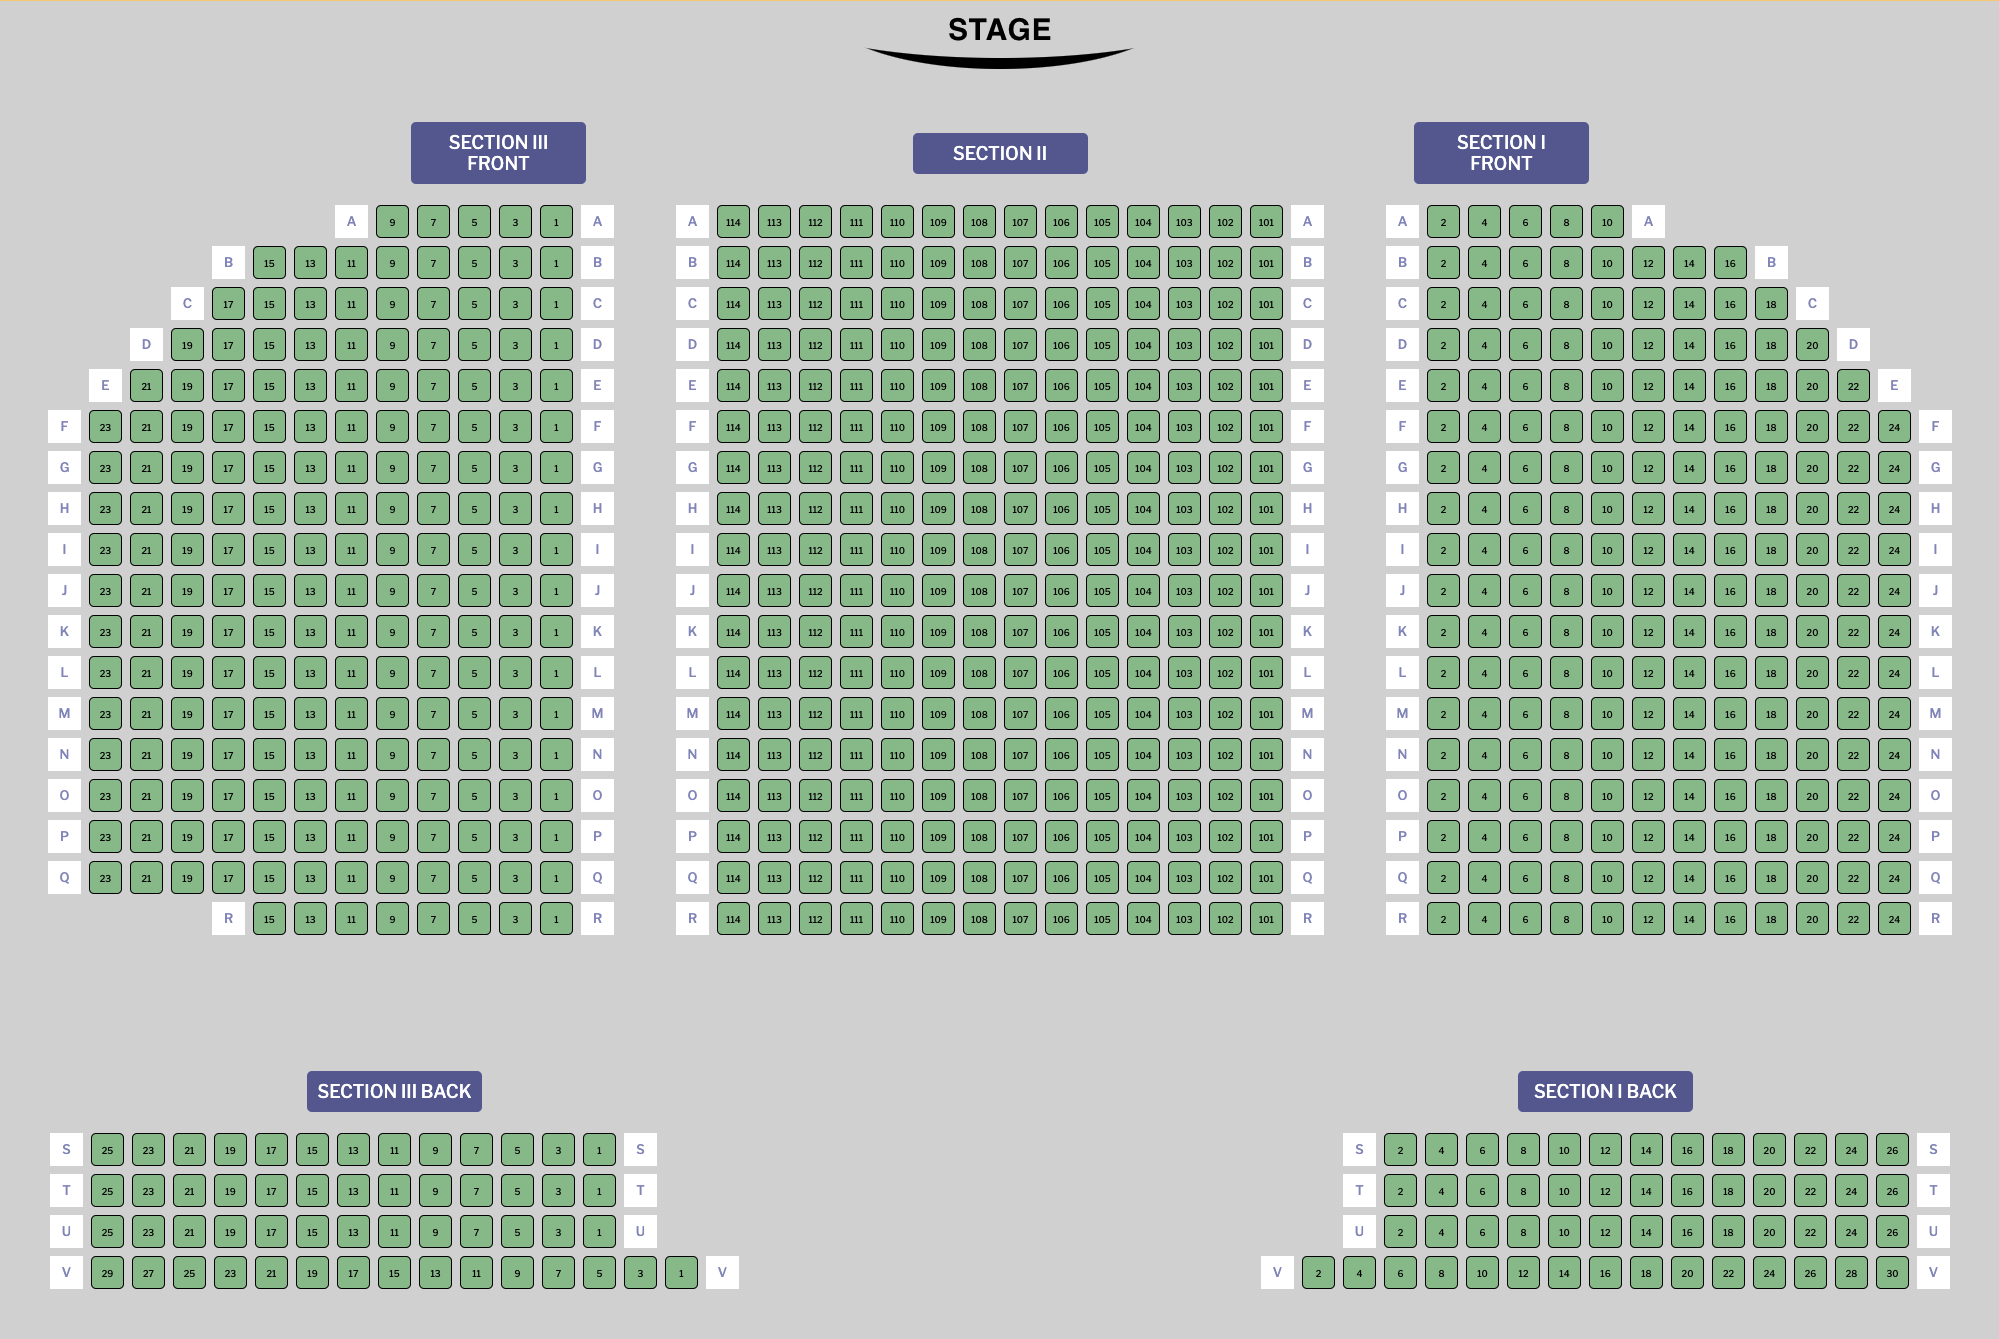 STAGE
SECTION III
FRONT
SECTION II
SECTION I
FRONT
A 9 7 5 3 1 A A 114 113 112 111 110 109 108 107 106 105 104 103 102 101 A A 2 4 6 8 10 A
B 15 13 11 9 7 5 3 1 B B 114 113 112 111 110 109 108 107 106 105 104 103 102 101 B B 2 4 6 8 10 12 14 16 B
C 17 15 13 11 9 7 5 3 1 C C 114 113 112 111 110 109 108 107 106 105 104 103 102 101 C C 2 4 6 8 10 12 14 16 18 C
D 19 17 15 13 11 9 7 5 3 1 D D 114 113 112 111 110 109 108 107 106 105 104 103 102 101 D D 2 4 6 8 10 12 14 16 18 20 D
E 21 19 17 15 13 11 9 7 5 3 1 E E 114 113 112 111 110 109 108 107 106 105 104 103 102 101 E E 2 4 6 8 10 12 14 16 18 20 22 E
F 23 21 19 17 15 13 11 9 7 5 3 1 F F 114 113 112 111 110 109 108 107 106 105 104 103 102 101 F F 2 4 6 8 10 12 14 16 18 20 22 24 F
G 23 21 19 17 15 13 11 9 7 5 3 1 G G 114 113 112 111 110 109 108 107 106 105 104 103 102 101 G G 2 4 6 8 10 12 14 16 18 20 22 24 G
H 23 21 19 17 15 13 11 9 7 5 3 1 H H 114 113 112 111 110 109 108 107 106 105 104 103 102 101 H H 2 4 6 8 10 12 14 16 18 20 22 24 H
I 23 21 19 17 15 13 11 9 7 5 3 1 I I 114 113 112 111 110 109 108 107 106 105 104 103 102 101 I I 2 4 6 8 10 12 14 16 18 20 22 24 I
J 23 21 19 17 15 13 11 9 7 5 3 1 J J 114 113 112 111 110 109 108 107 106 105 104 103 102 101 J J 2 4 6 8 10 12 14 16 18 20 22 24 J
K 23 21 19 17 15 13 11 9 7 5 3 1 K K 114 113 112 111 110 109 108 107 106 105 104 103 102 101 K K 2 4 6 8 10 12 14 16 18 20 22 24 K
L 23 21 19 17 15 13 11 9 7 5 3 1 L L 114 113 112 111 110 109 108 107 106 105 104 103 102 101 L L 2 4 6 8 10 12 14 16 18 20 22 24 L
M 23 21 19 17 15 13 11 9 7 5 3 1 M M 114 113 112 111 110 109 108 107 106 105 104 103 102 101 M M 2 4 6 8 10 12 14 16 18 20 22 24 M
N 23 21 19 17 15 13 11 9 7 5 3 1 N N 114 113 112 111 110 109 108 107 106 105 104 103 102 101 N N 2 4 6 8 10 12 14 16 18 20 22 24 N
O 23 21 19 17 15 13 11 9 7 5 3 1 O O 114 113 112 111 110 109 108 107 106 105 104 103 102 101 O O 2 4 6 8 10 12 14 16 18 20 22 24 O
P 23 21 19 17 15 13 11 9 7 5 3 1 P P 114 113 112 111 110 109 108 107 106 105 104 103 102 101 P P 2 4 6 8 10 12 14 16 18 20 22 24 P
Q 23 21 19 17 15 13 11 9 7 5 3 1 Q Q 114 113 112 111 110 109 108 107 106 105 104 103 102 101 Q Q 2 4 6 8 10 12 14 16 18 20 22 24 Q
R 15 13 11 9 7 5 3 1 R R 114 113 112 111 110 109 108 107 106 105 104 103 102 101 R R 2 4 6 8 10 12 14 16 18 20 22 24 R
SECTION III BACK
SECTION I BACK
S 25 23 21 19 17 15 13 11 9 7 5 3 1 S S 2 4 6 8 10 12 14 16 18 20 22 24 26 S
T 25 23 21 19 17 15 13 11 9 7 5 3 1 T T 2 4 6 8 10 12 14 16 18 20 22 24 26 T
U 25 23 21 19 17 15 13 11 9 7 5 3 1 U U 2 4 6 8 10 12 14 16 18 20 22 24 26 U
V 29 27 25 23 21 19 17 15 13 11 9 7 5 3 1 V V 2 4 6 8 10 12 14 16 18 20 22 24 26 28 30 V